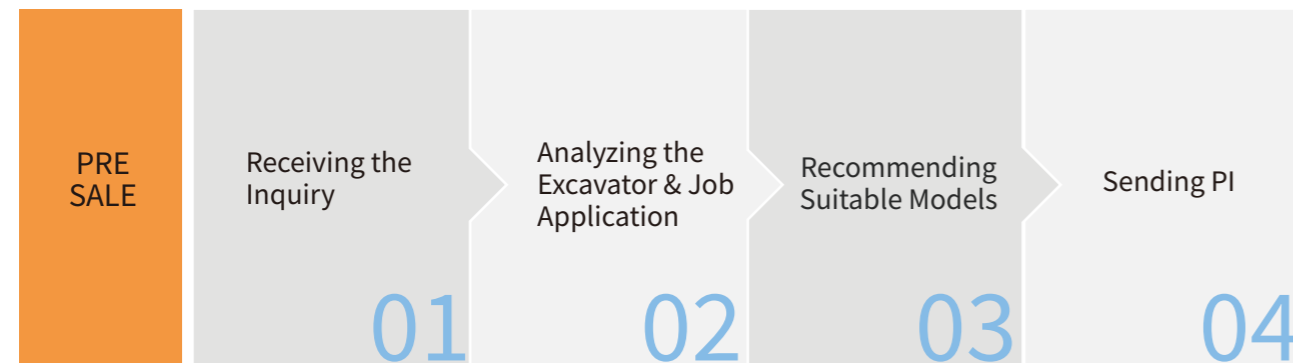 PRE
SALE
Receiving the
Inquiry
01
Analyzing the
Excavator & Job
Application
02
Recommending
Suitable Models
03
Sending PI
04